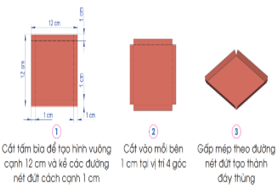 12 cm
1 cm
12 cm
1 cm
1 cm
1
2
3
Cắt tấm bìa để tạo hình vuông
cạnh 12 cm và kẻ các đường
nét đứt cách cạnh 1 cm
Cắt vào mỗi bên
1 cm tại vị trí 4 góc
Gấp mép theo đường
nét đứt tạo thành
đáy thùng